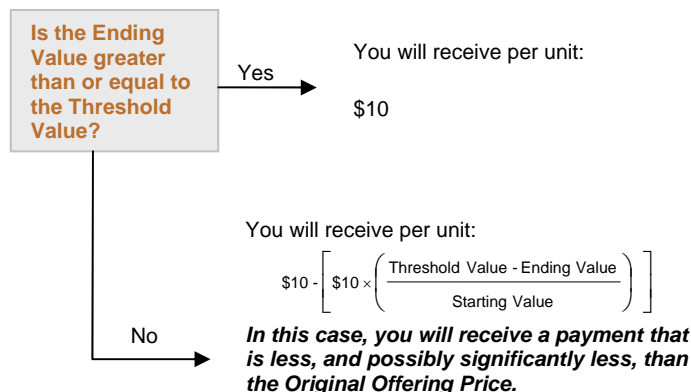 Is the Ending
Value greater
than or equal to
the Threshold
Value?
Yes
You will receive per unit:
$10
You will receive per unit:
$10 - [ $10 × ( Threshold Value - Ending Value / Starting Value ) ]
No
In this case, you will receive a payment that
is less, and possibly significantly less, than
the Original Offering Price.